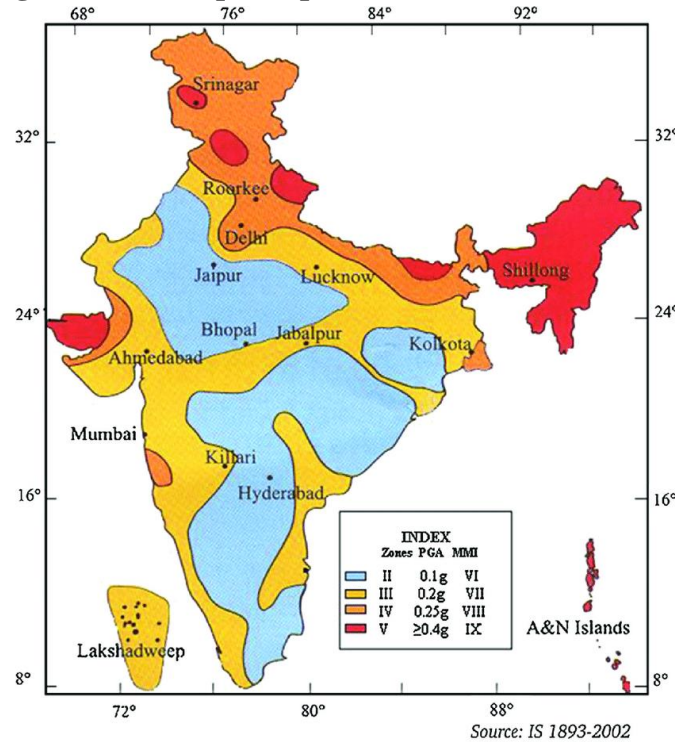 68° 76° 84° 92°
Srinagar
32° 32°
Roorkee
Delhi
Jaipur
Lucknow
Shillong
24° 24°
Bhopal Jabalpur
Kolkota
Ahmedabad
Mumbai
Killari
Hyderabad
16° 16°
INDEX
Zones PGA MMI
II 0.1g VI
III 0.2g VII
IV 0.25g VIII
V ≥0.4g IX
A&N Islands
Lakshadweep
8° 8°
72° 80° 88°
Source: IS 1893-2002